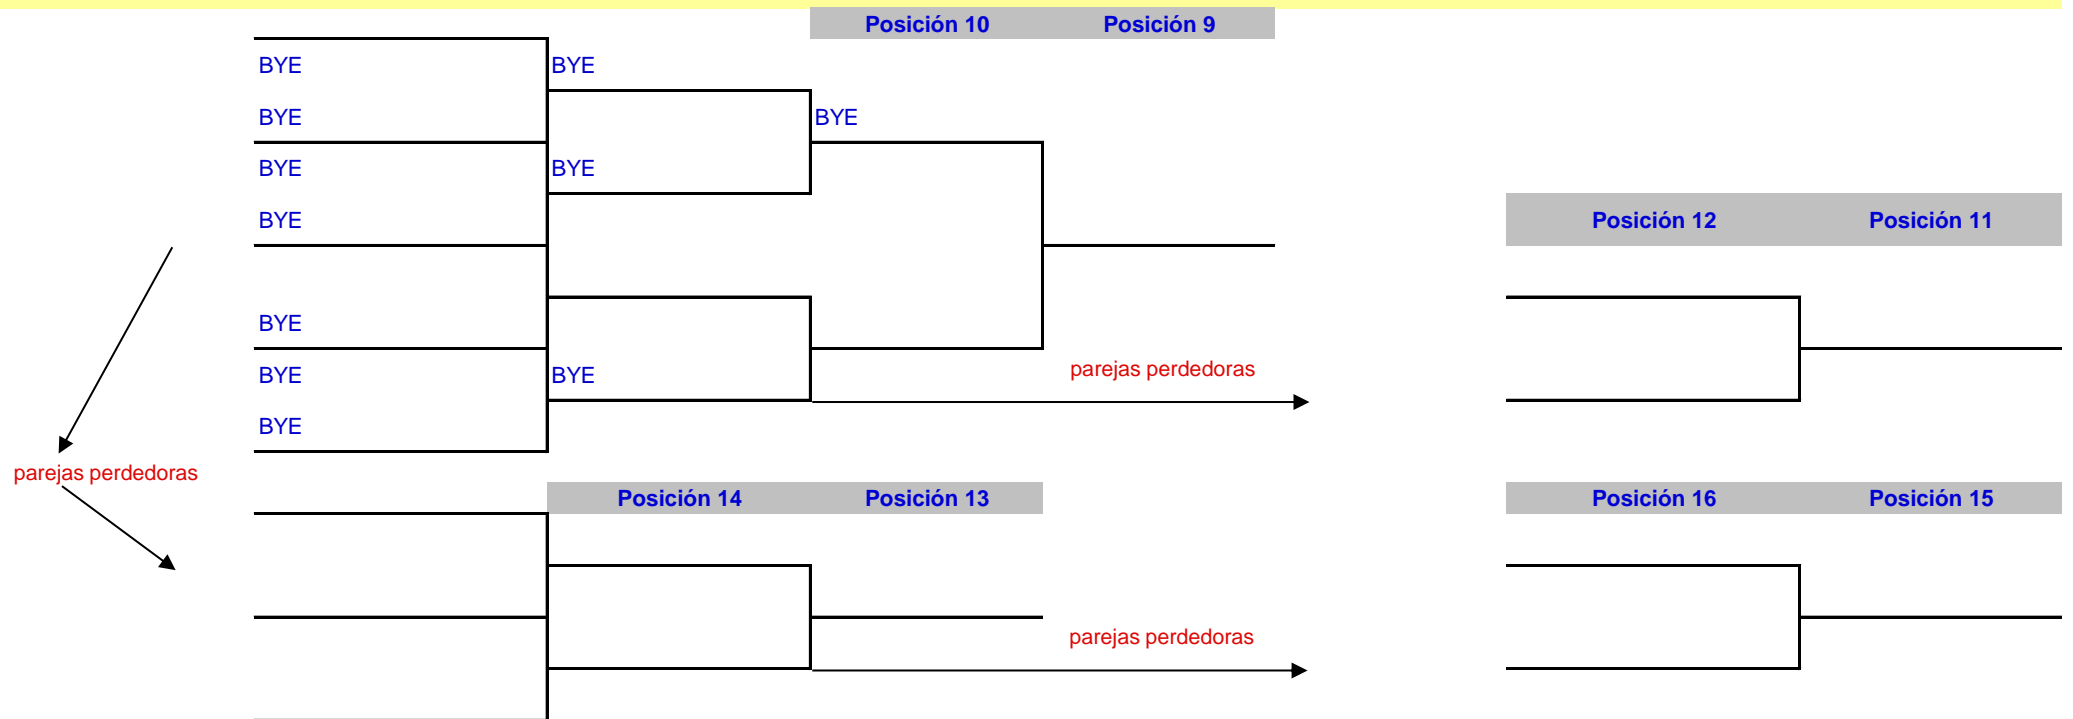 Posición 10 Posición 9
BYE BYE
BYE BYE
BYE BYE
BYE Posición 12 Posición 11
BYE
BYE BYE parejas perdedoras
BYE
parejas perdedoras
Posición 14 Posición 13 Posición 16 Posición 15
parejas perdedoras